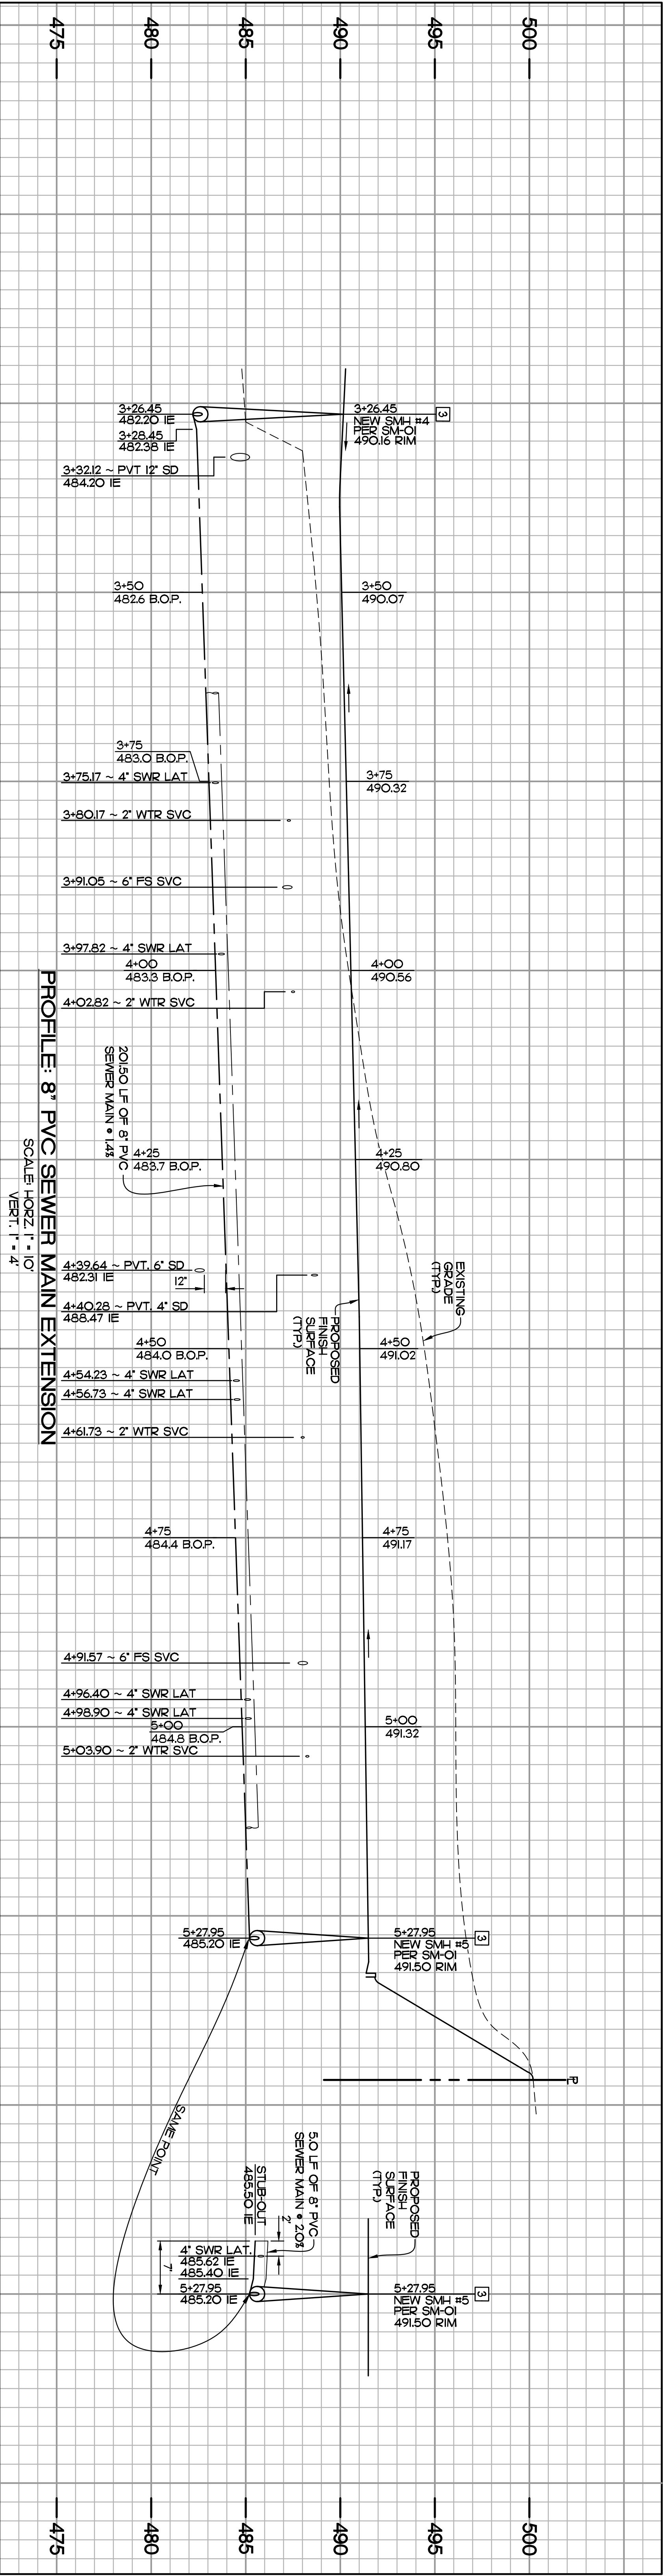 500
495
490
485
480
475
3
3+26.45
NEW SMH #4
PER SM-01
490.16 RIM
3+26.45
482.20 IE
3+28.45
482.38 IE
3+32.12 ~ PVT 12" SD
484.20 IE
3+50
490.07
3+50
482.6 B.O.P.
3+75
490.32
3+75
483.0 B.O.P.
3+75.17 ~ 4" SWR LAT
3+80.17 ~ 2" WTR SVC
3+91.05 ~ 6" FS SVC
3+97.82 ~ 4" SWR LAT
4+00
490.56
4+00
483.3 B.O.P.
4+02.82 ~ 2" WTR SVC
201.50 LF OF 8" PVC
SEWER MAIN @ 1.4%
4+25
490.80
4+25
483.7 B.O.P.
EXISTING
GRADE
(TYP.)
PROPOSED
FINISH
SURFACE
(TYP.)
4+39.64 ~ PVT. 6" SD
482.31 IE
12"
4+40.28 ~ PVT. 4" SD
488.47 IE
4+50
491.02
4+50
484.0 B.O.P.
4+54.23 ~ 4" SWR LAT
4+56.73 ~ 4" SWR LAT
4+61.73 ~ 2" WTR SVC
4+75
491.17
4+75
484.4 B.O.P.
4+91.57 ~ 6" FS SVC
4+96.40 ~ 4" SWR LAT
4+98.90 ~ 4" SWR LAT
5+00
491.32
5+00
484.8 B.O.P.
5+03.90 ~ 2" WTR SVC
3
5+27.95
NEW SMH #5
PER SM-01
491.50 RIM
5+27.95
485.20 IE
PL
SAME POINT
PROPOSED
FINISH
SURFACE
(TYP.)
5.0 LF OF 8" PVC
SEWER MAIN @ 2.0%
2'
STUB-OUT
485.50 IE
4" SWR LAT.
485.62 IE
485.40 IE
7'
5+27.95
485.20 IE
3
5+27.95
NEW SMH #5
PER SM-01
491.50 RIM
500
495
490
485
480
475
PROFILE: 8" PVC SEWER MAIN EXTENSION
SCALE: HORZ. 1" = 10'
VERT. 1" = 4'